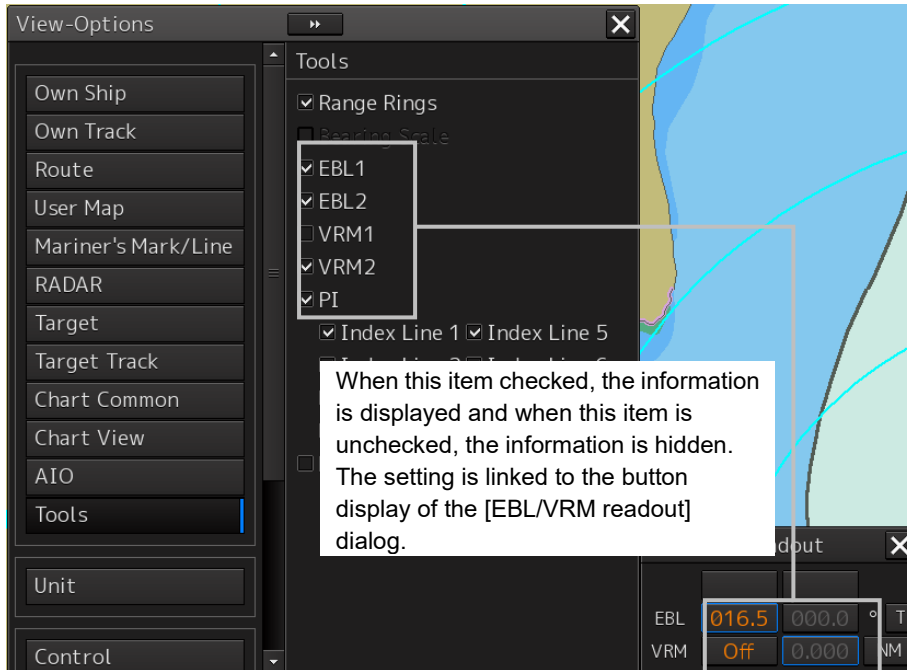 View-Options
Tools
Own Ship
Own Track
Route
User Map
Mariner's Mark/Line
RADAR
Target
Target Track
Chart Common
Chart View
AIO
Tools
Unit
Control
Range Rings
Bearing Scale
EBL1
EBL2
VRM1
VRM2
PI
Index Line 1 Index Line 5
When this item checked, the information
is displayed and when this item is
unchecked, the information is hidden.
The setting is linked to the button
display of the [EBL/VRM readout]
dialog.
EBL 016.5 000.0 ° T
VRM Off 0.000 NM